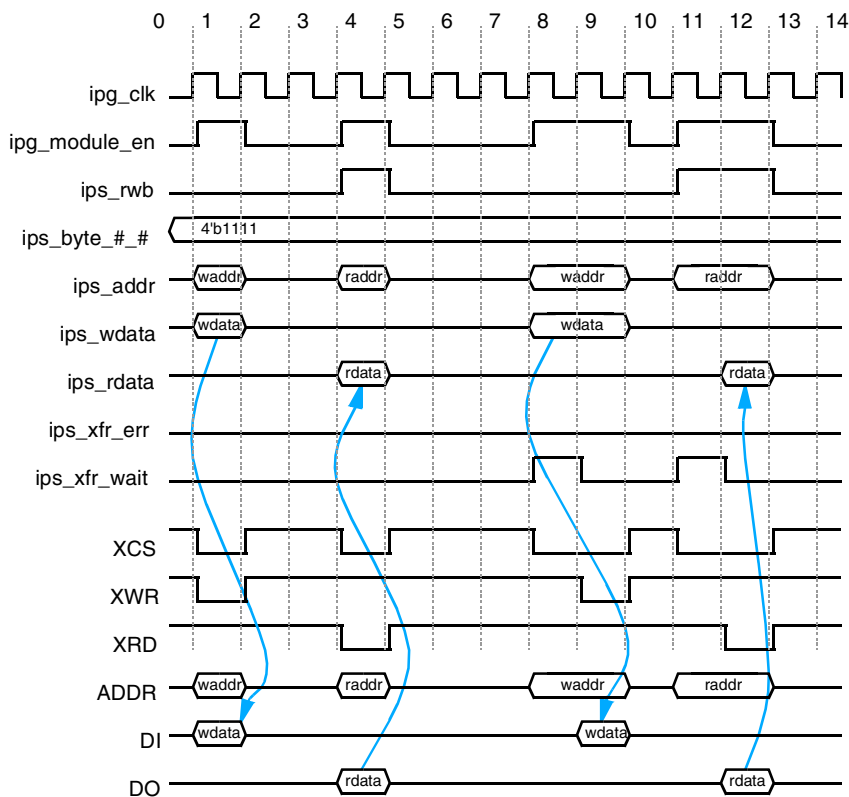 0 1 2 3 4 5 6 7 8 9 10 11 12 13 14
ipg_clk
ipg_module_en
ips_rwb
ips_byte_#_# 4'b1111
ips_addr waddr raddr waddr raddr
ips_wdata wdata wdata
ips_rdata rdata rdata
ips_xfr_err
ips_xfr_wait
XCS
XWR
XRD
ADDR waddr raddr waddr raddr
DI wdata wdata
DO rdata rdata